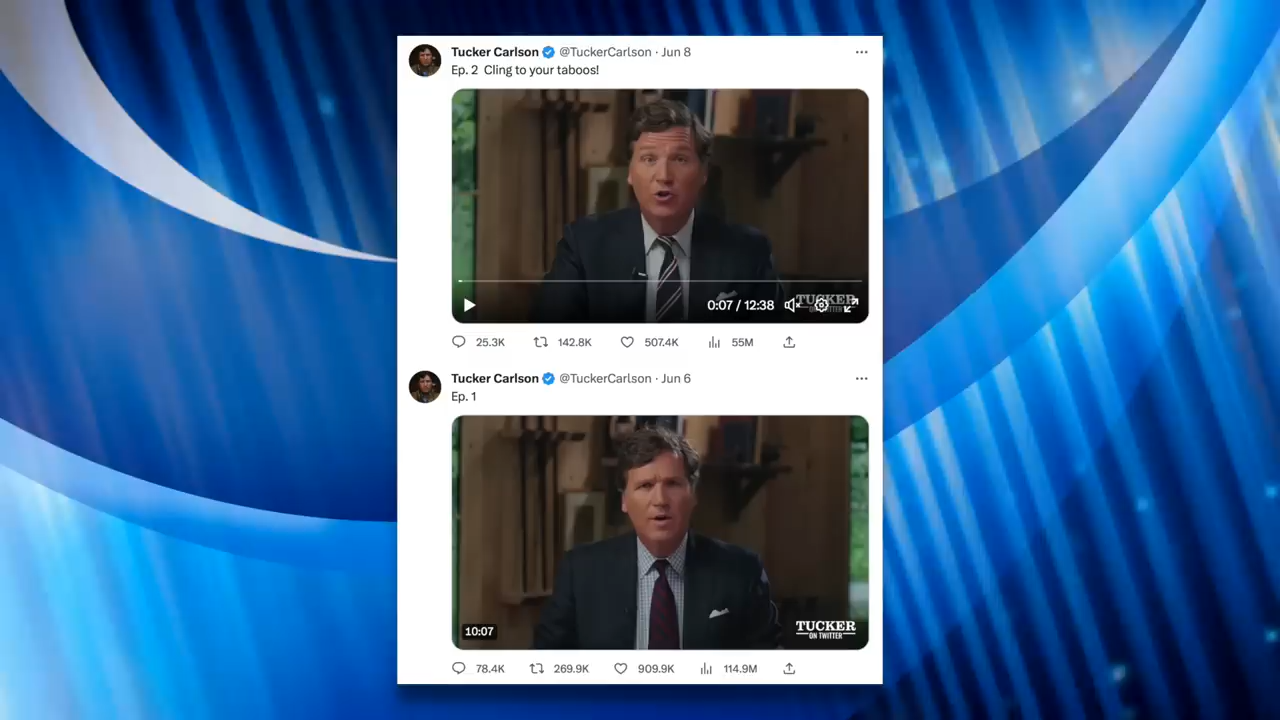 Tucker Carlson @TuckerCarlson · Jun 8
Ep. 2 Cling to your taboos!
0:07 / 12:38
TUCKER
ON TWITTER
25.3K 142.8K 507.4K 55M
Tucker Carlson @TuckerCarlson · Jun 6
Ep. 1
10:07
TUCKER
ON TWITTER
78.4K 269.9K 909.9K 114.9M